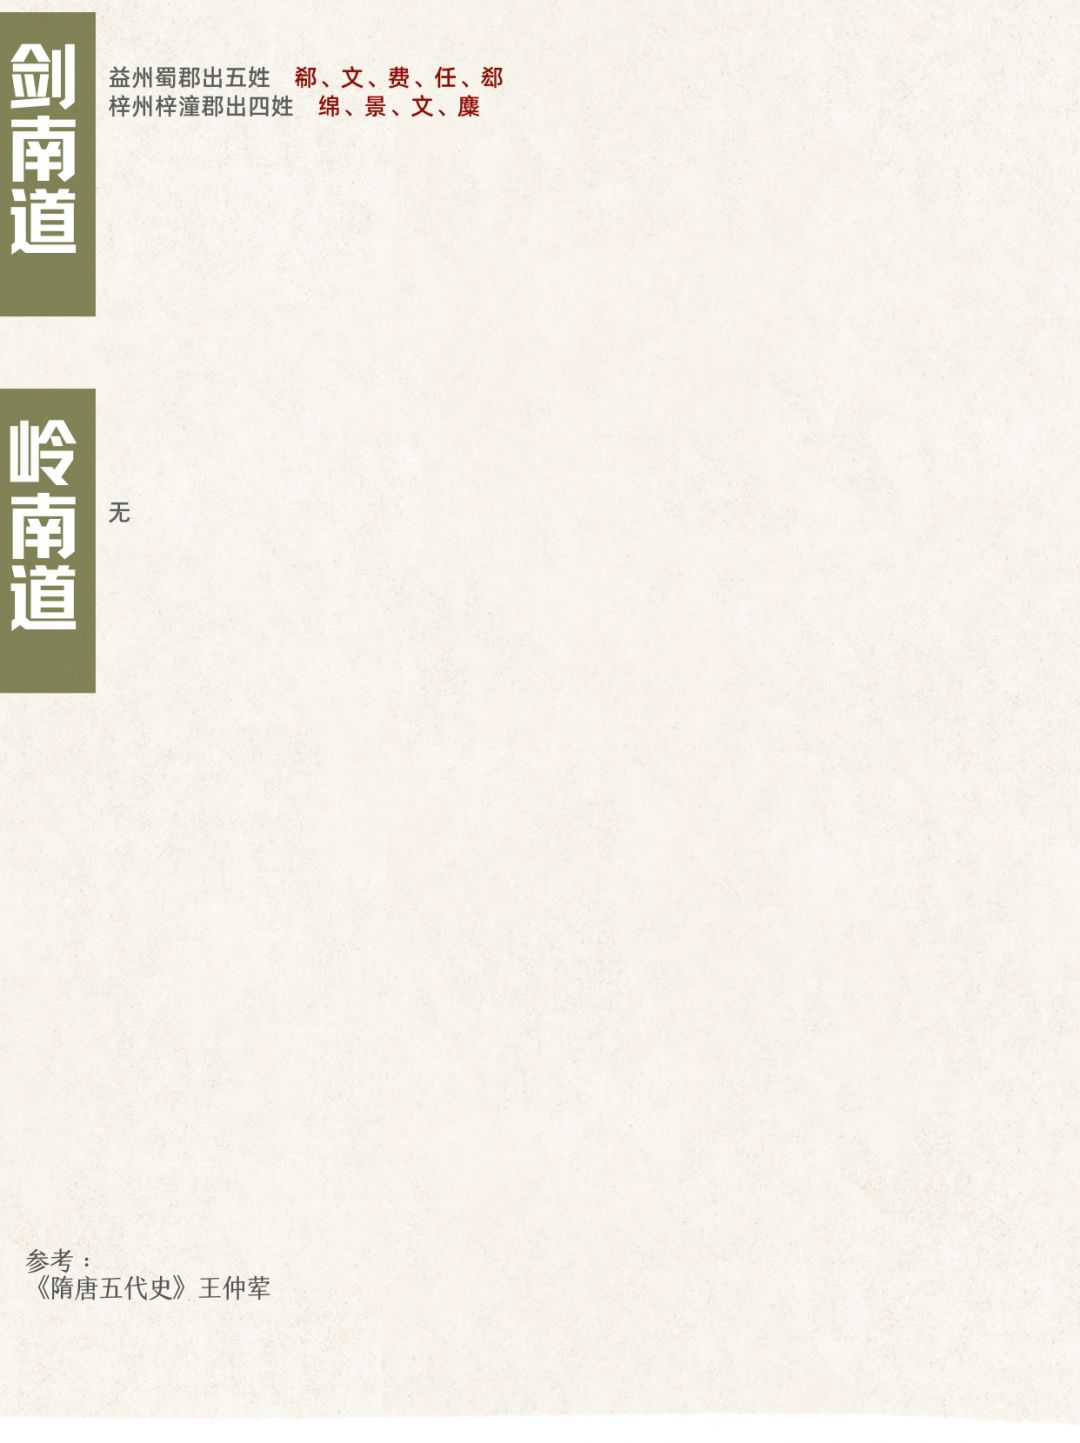 剑南道
益州蜀郡出五姓 郗、文、费、任、郄
梓州梓潼郡出四姓 绵、景、文、麋
岭南道
无
参考：
《隋唐五代史》王仲荦